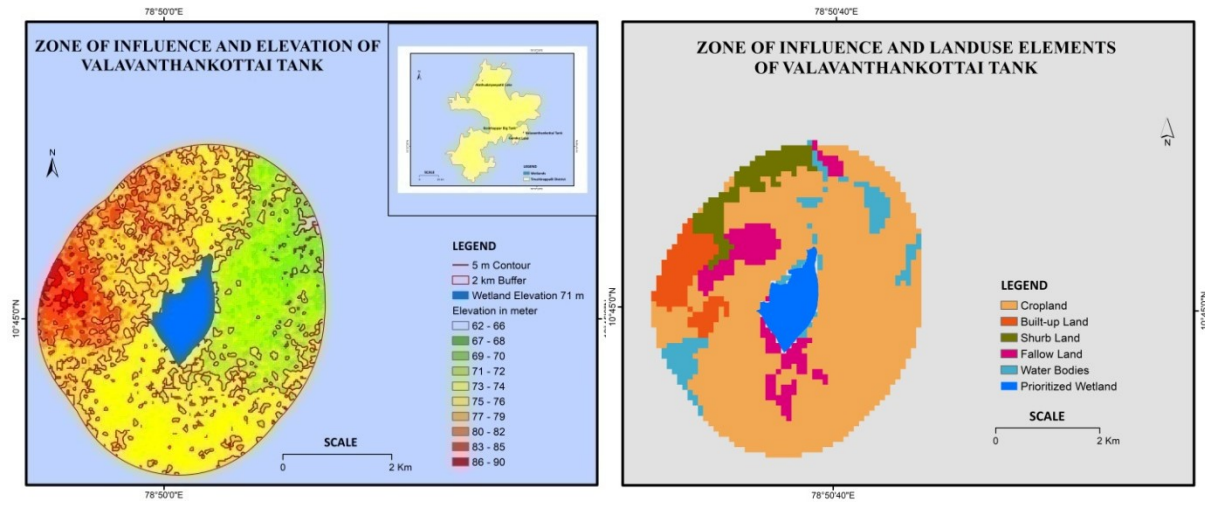 78°50'0"E
ZONE OF INFLUENCE AND ELEVATION OF
VALAVANTHANKOTTAI TANK
N
LEGEND
5 m Contour
2 km Buffer
Wetland Elevation 71 m
Elevation in meter
62 - 66
67 - 68
69 - 70
71 - 72
73 - 74
75 - 76
77 - 79
80 - 82
83 - 85
86 - 90
SCALE
0 2 Km
10°45'0"N
78°50'0"E
78°50'40"E
ZONE OF INFLUENCE AND LANDUSE ELEMENTS
OF VALAVANTHANKOTTAI TANK
N
LEGEND
Cropland
Built-up Land
Shurb Land
Fallow Land
Water Bodies
Prioritized Wetland
SCALE
0 2 Km
10°45'0"N
78°50'40"E